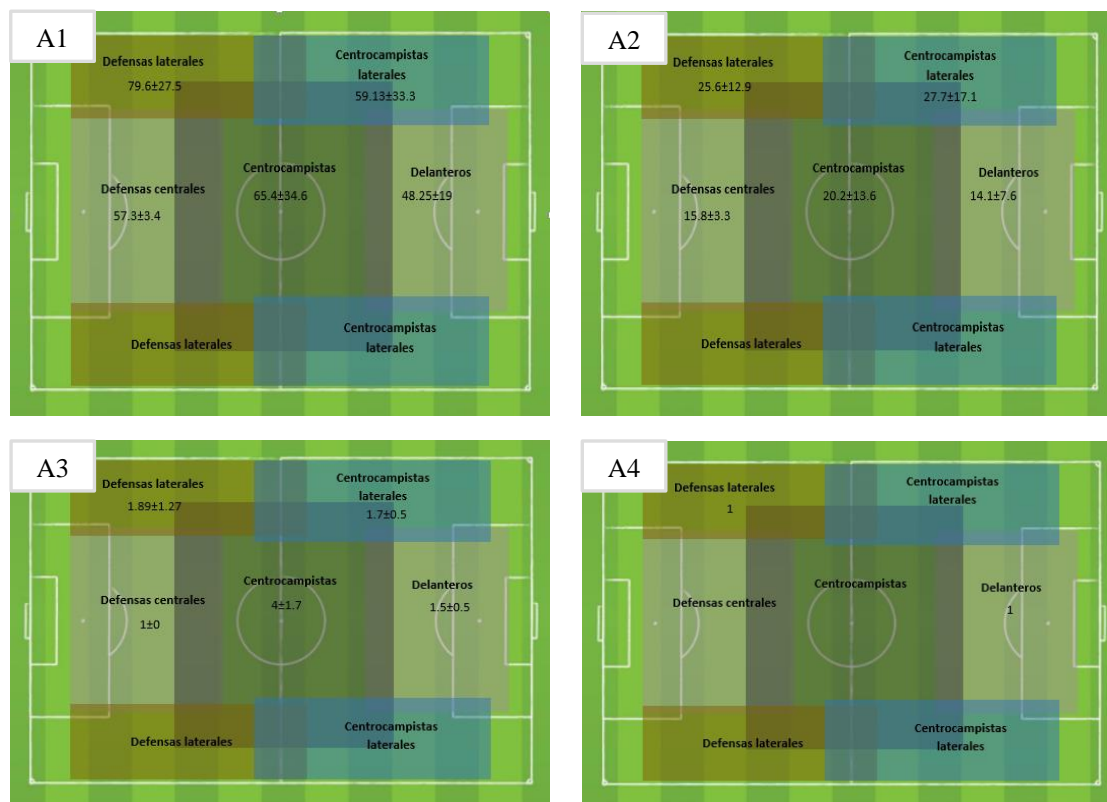 A1
Defensas laterales
79.6±27.5
Centrocampistas
laterales
59.13±33.3
Defensas centrales
57.3±3.4
Centrocampistas
65.4±34.6
Delanteros
48.25±19
Defensas laterales
Centrocampistas
laterales
A2
Defensas laterales
25.6±12.9
Centrocampistas
laterales
27.7±17.1
Defensas centrales
15.8±3.3
Centrocampistas
20.2±13.6
Delanteros
14.1±7.6
Defensas laterales
Centrocampistas
laterales
A3
Defensas laterales
1.89±1.27
Centrocampistas
laterales
1.7±0.5
Defensas centrales
1±0
Centrocampistas
4±1.7
Delanteros
1.5±0.5
Defensas laterales
Centrocampistas
laterales
A4
Defensas laterales
1
Centrocampistas
laterales
Defensas centrales
Centrocampistas
Delanteros
1
Defensas laterales
Centrocampistas
laterales